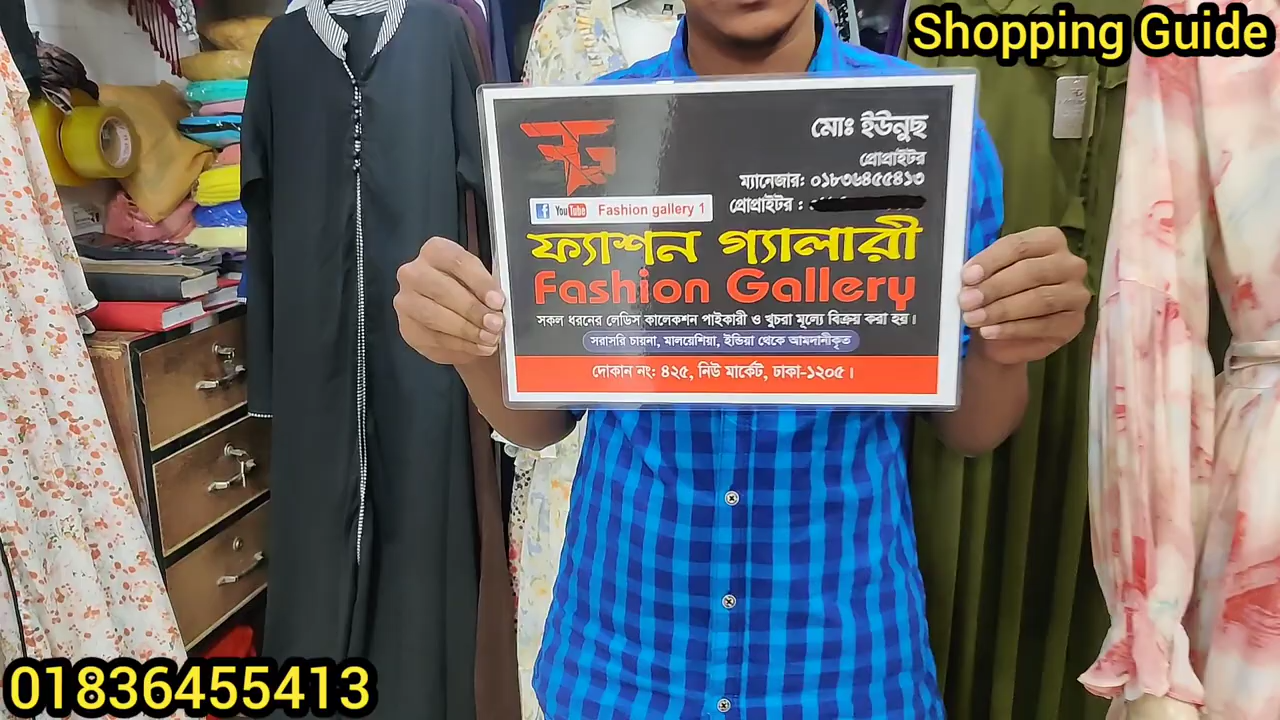 Shopping Guide
মোঃ ইউনুছ
প্রোপ্রাইটর
ম্যানেজার: ০১৮৩৬৪৫৫৪১৩
প্রোপ্রাইটর :
YouTube Fashion gallery 1
ফ্যাশন গ্যালারী
Fashion Gallery
সকল ধরনের লেডিস কালেকশন পাইকারী ও খুচরা মূল্যে বিক্রয় করা হয়।
সরাসরি চায়না, মালয়েশিয়া, ইন্ডিয়া থেকে আমদানীকৃত
দোকান নং: ৪২৫, নিউ মার্কেট, ঢাকা-১২০৫।
01836455413